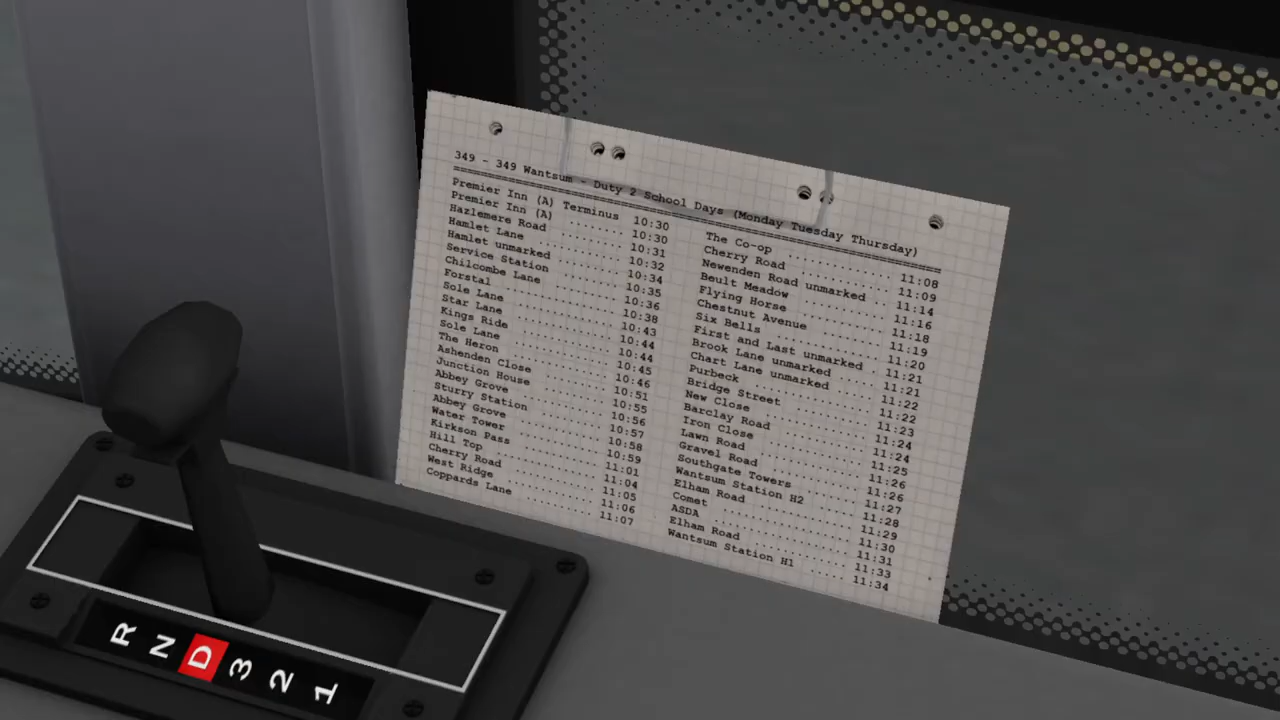 349 - 349 Wantsum - Duty 2 School Days (Monday Tuesday Thursday)
Premier Inn (A) Terminus 10:30
Premier Inn (A) ........ 10:30
Hazlemere Road ........ 10:31
Hamlet Lane ........ 10:32
Hamlet unmarked ........ 10:34
Service Station ........ 10:35
Chilcombe Lane ........ 10:36
Forstal ........ 10:38
Sole Lane ........ 10:43
Star Lane ........ 10:44
Kings Ride ........ 10:44
Sole Lane ........ 10:45
The Heron ........ 10:46
Ashenden Close ........ 10:51
Junction House ........ 10:55
Abbey Grove ........ 10:56
Sturry Station ........ 10:57
Abbey Grove ........ 10:58
Water Tower ........ 10:59
Kirkson Pass ........ 11:01
Hill Top ........ 11:04
Cherry Road ........ 11:05
West Ridge ........ 11:06
Coppards Lane ........ 11:07
The Co-op ........ 11:08
Cherry Road ........ 11:09
Newenden Road unmarked .. 11:14
Beult Meadow ........ 11:16
Flying Horse ........ 11:18
Chestnut Avenue ........ 11:19
Six Bells ........ 11:20
First and Last unmarked . 11:21
Brook Lane unmarked .... 11:21
Chart Lane unmarked .... 11:22
Purbeck ........ 11:22
Bridge Street ........ 11:23
New Close ........ 11:24
Barclay Road ........ 11:24
Iron Close ........ 11:25
Lawn Road ........ 11:26
Gravel Road ........ 11:26
Southgate Towers ....... 11:27
Wantsum Station H2 ..... 11:28
Elham Road ........ 11:29
Comet ........ 11:30
ASDA ........ 11:31
Elham Road ........ 11:33
Wantsum Station H1 ..... 11:34
R N D 3 2 1